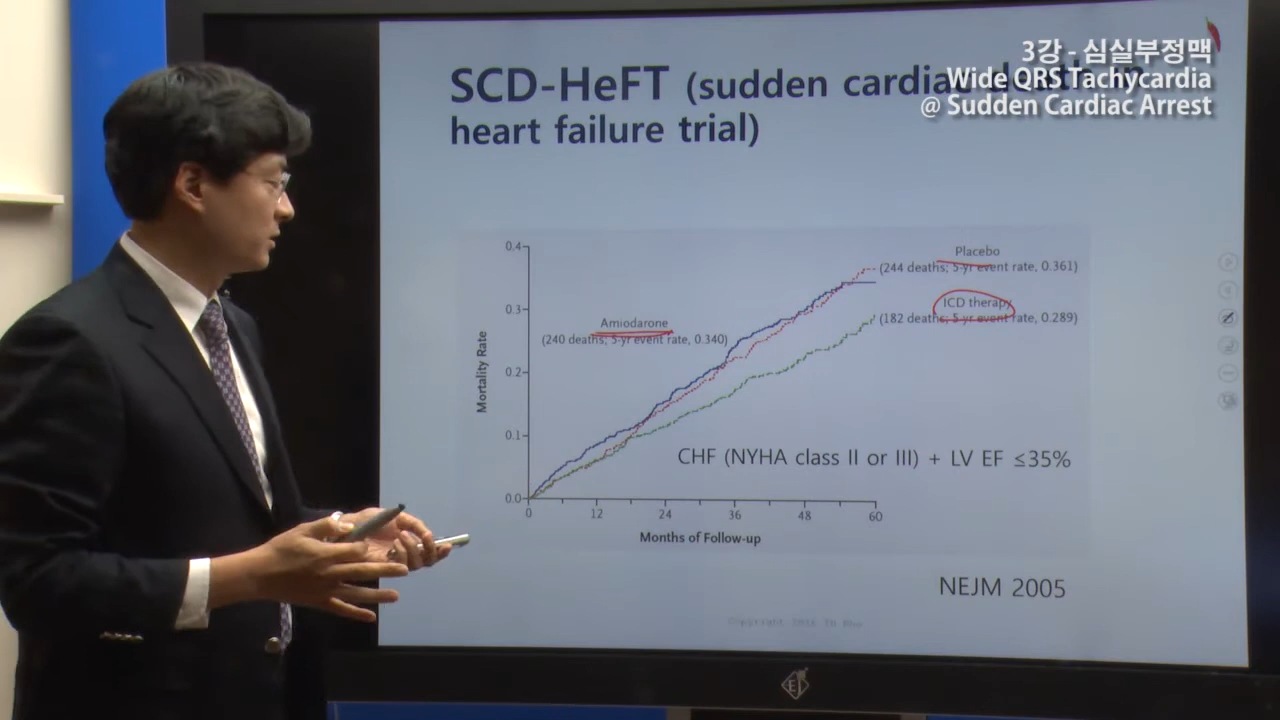 3강 - 심실부정맥
Wide QRS Tachycardia
@ Sudden Cardiac Arrest
SCD-HeFT (sudden cardiac death in
heart failure trial)
Placebo
(244 deaths; 5-yr event rate, 0.361)
ICD therapy
(182 deaths; 5-yr event rate, 0.289)
Amiodarone
(240 deaths; 5-yr event rate, 0.340)
Mortality Rate
0.4
0.3
0.2
0.1
0.0
0 12 24 36 48 60
Months of Follow-up
CHF (NYHA class II or III) + LV EF ≤35%
NEJM 2005
EJ